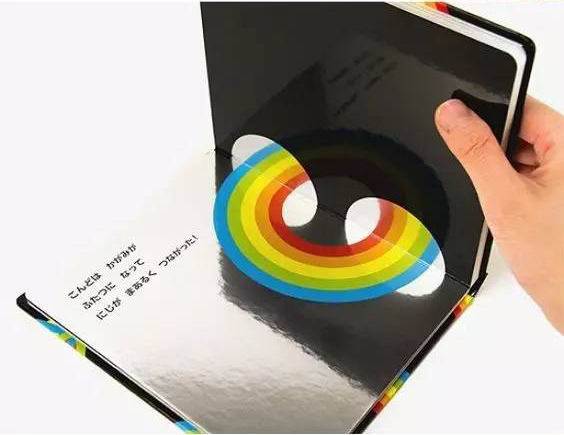 こんどは　かがみが
ふたつに　なって
にじが　まあるく　つながった！